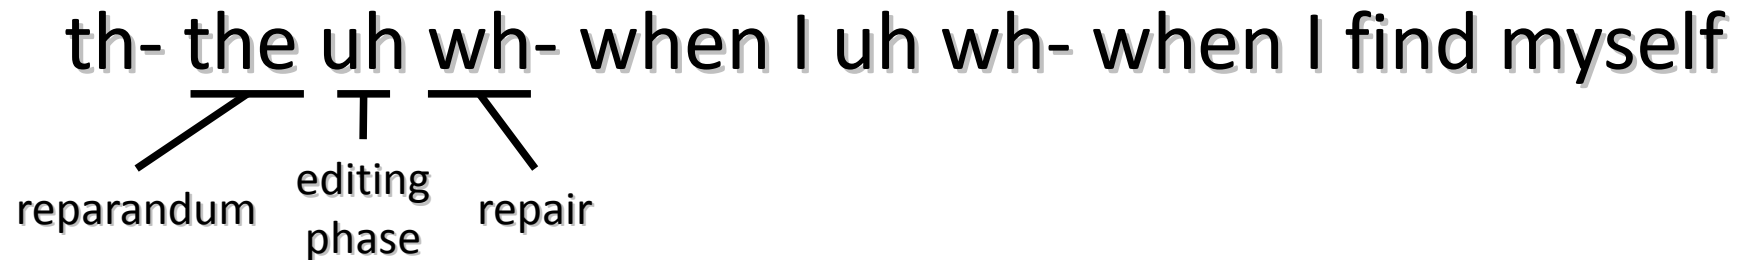 th- the uh wh- when I uh wh- when I find myself
reparandum
editing
phase
repair